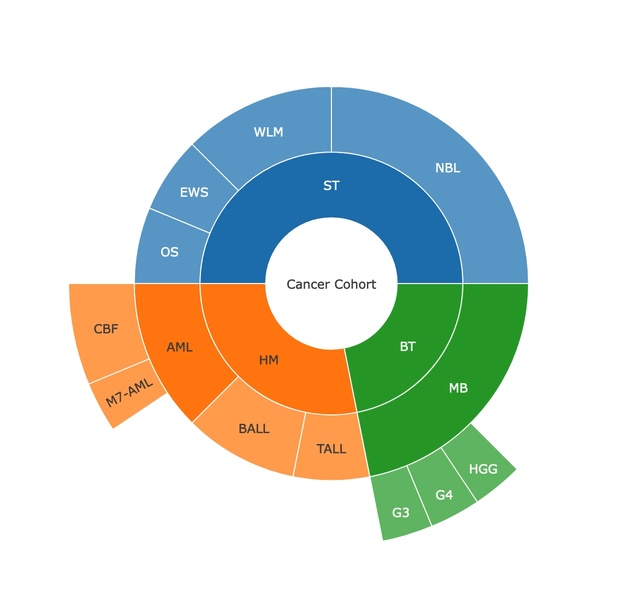 WLM
NBL
ST
EWS
OS
Cancer Cohort
CBF
AML
BT
HM
MB
M7-AML
BALL
TALL
HGG
G4
G3